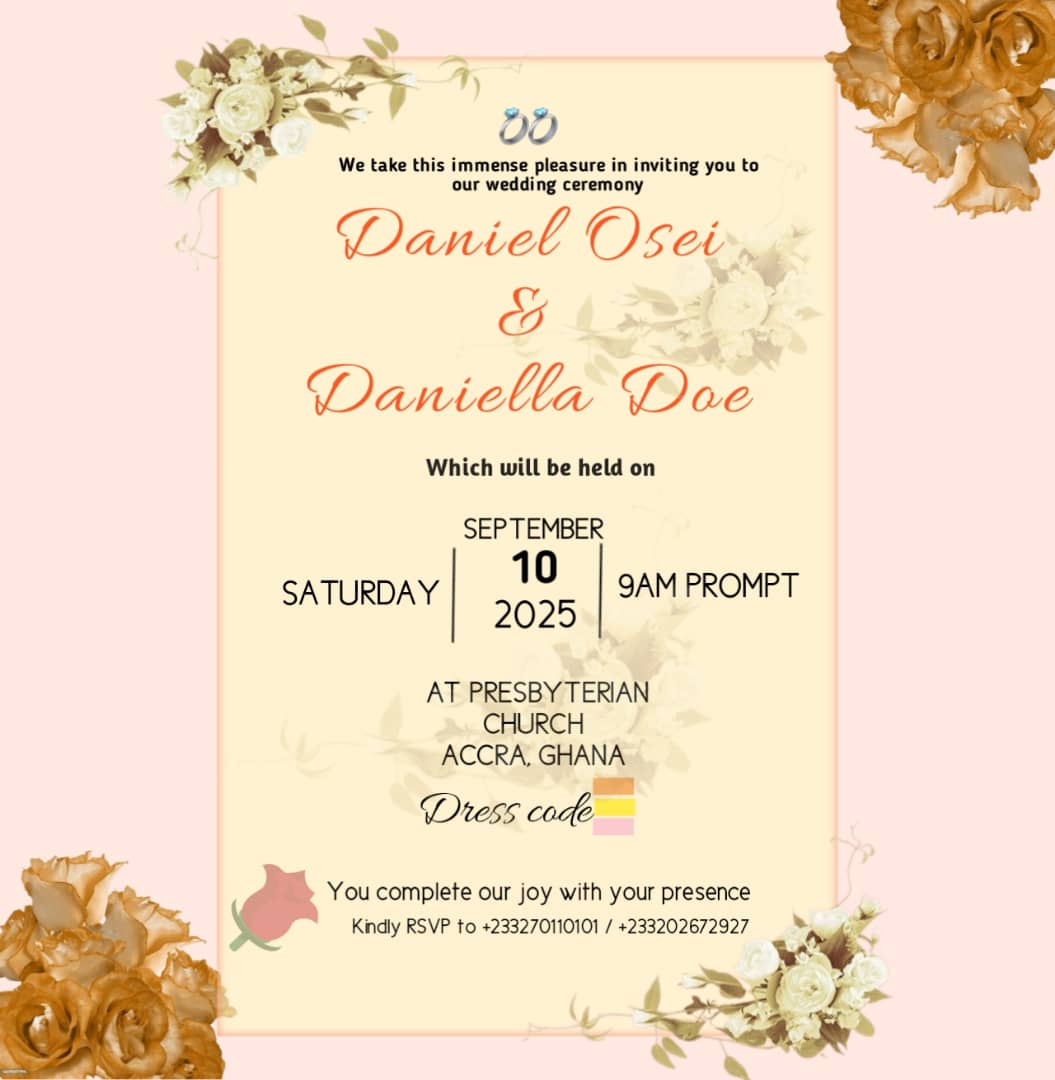 We take this immense pleasure in inviting you to
our wedding ceremony
Daniel Osei
&
Daniella Doe
Which will be held on
SEPTEMBER
SATURDAY
10
9AM PROMPT
2025
AT PRESBYTERIAN
CHURCH
ACCRA, GHANA
Dress code
You complete our joy with your presence
Kindly RSVP to +233270110101 / +233202672927